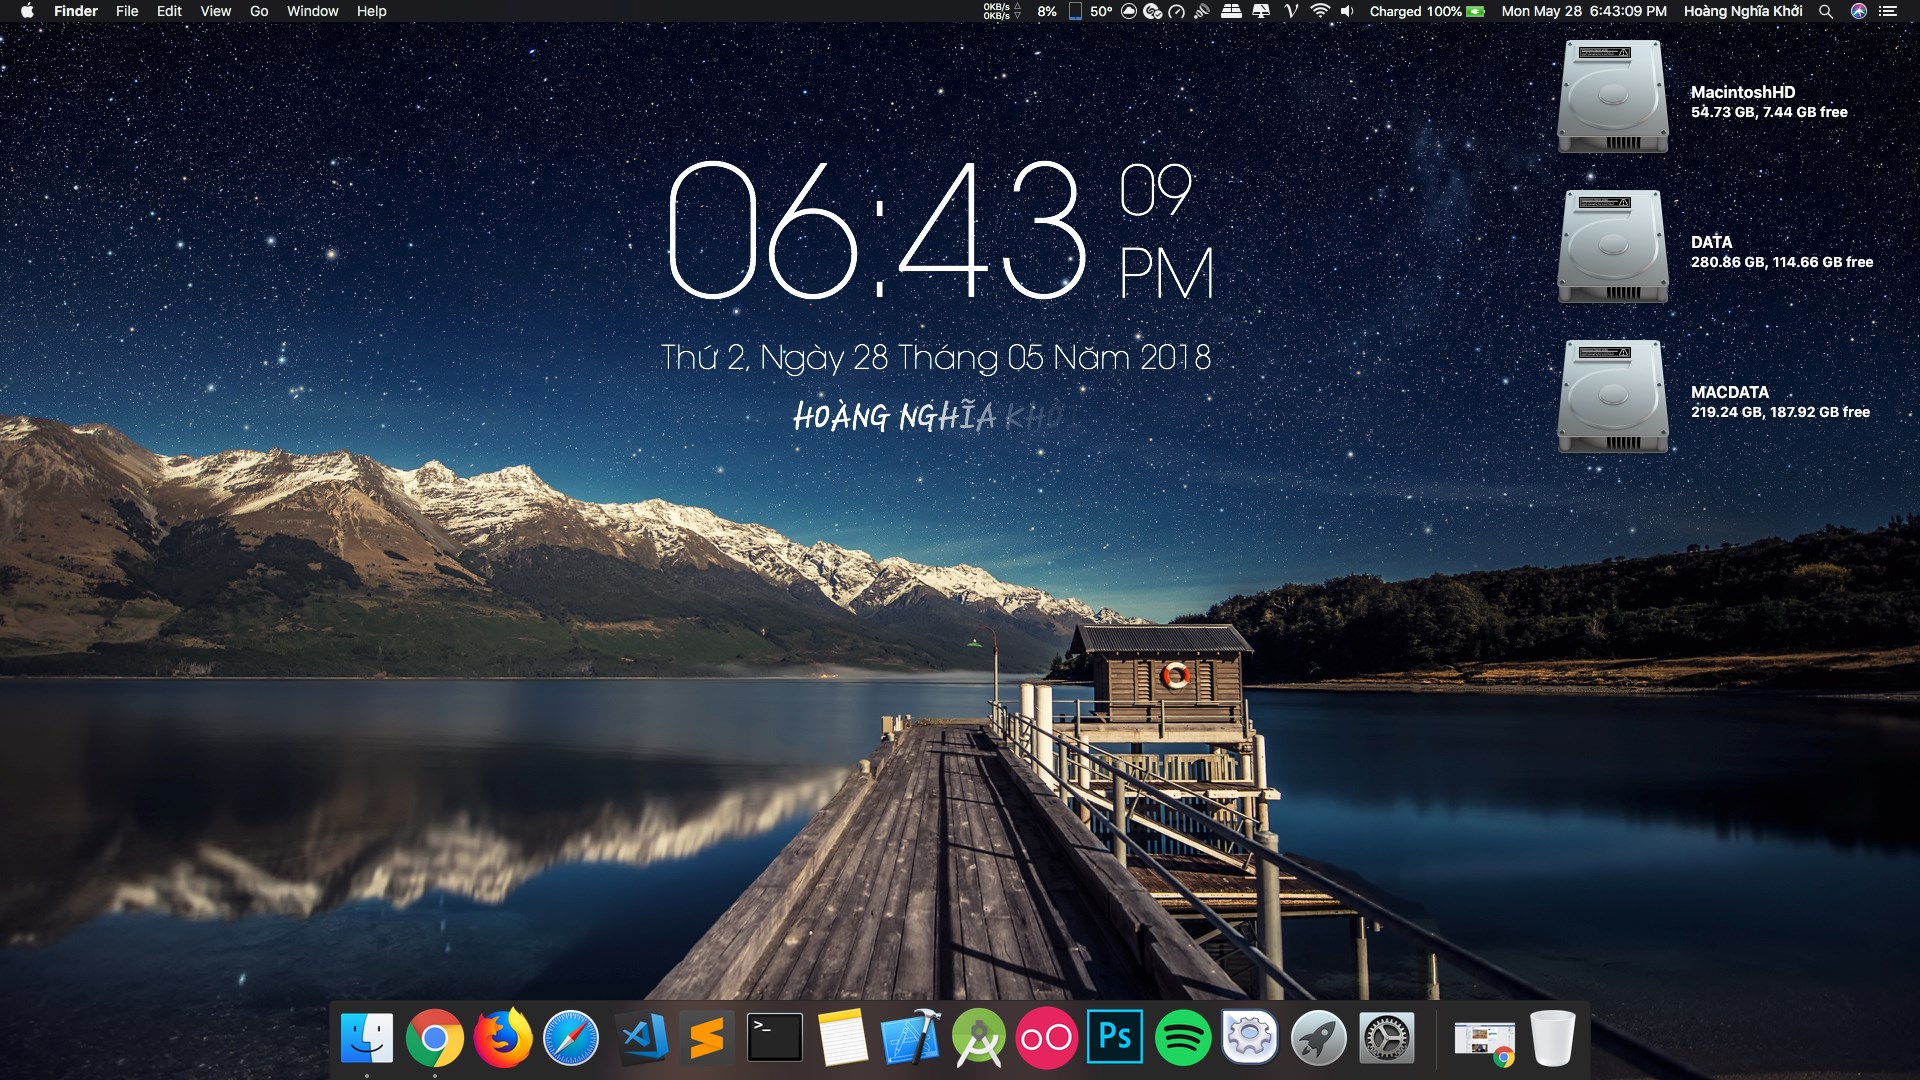 Finder File Edit View Go Window Help 0KB/s 8% 50° Charged 100% Mon May 28 6:43:09 PM Hoàng Nghĩa Khởi
0KB/s
MacintoshHD
54.73 GB, 7.44 GB free
06:43 09
PM
DATA
280.86 GB, 114.66 GB free
Thứ 2, Ngày 28 Tháng 05 Năm 2018
MACDATA
219.24 GB, 187.92 GB free
HOÀNG NGHĨA KHỞI
>_
Ps